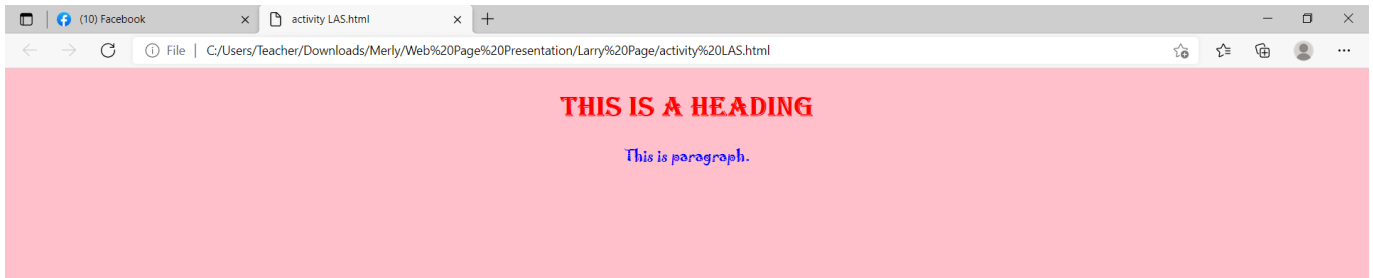 (10) Facebook
activity LAS.html
File | C:/Users/Teacher/Downloads/Merly/Web%20Page%20Presentation/Larry%20Page/activity%20LAS.html
THIS IS A HEADING
This is paragraph.